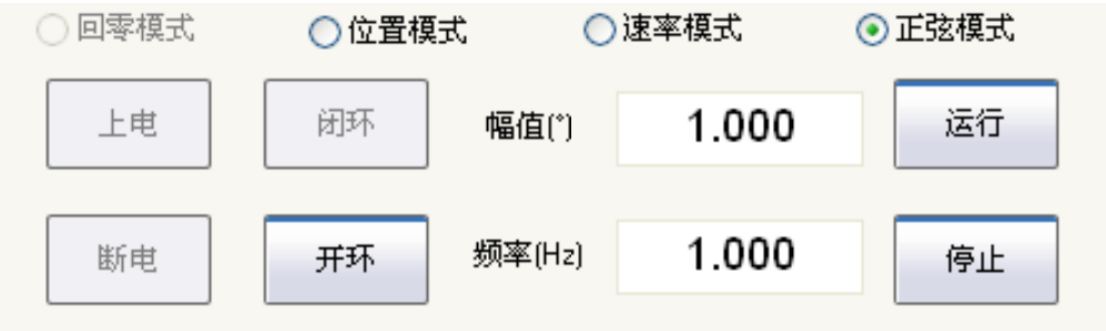 回零模式 位置模式 速率模式 正弦模式
上电 闭环 幅值(°) 1.000 运行
断电 开环 频率(Hz) 1.000 停止